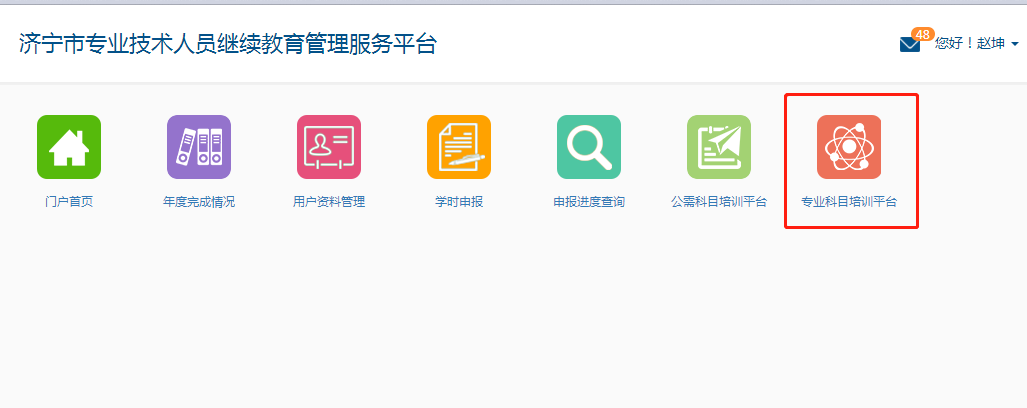 济宁市专业技术人员继续教育管理服务平台
48
您好！赵坤
门户首页
年度完成情况
用户资料管理
学时申报
申报进度查询
公需科目培训平台
专业科目培训平台